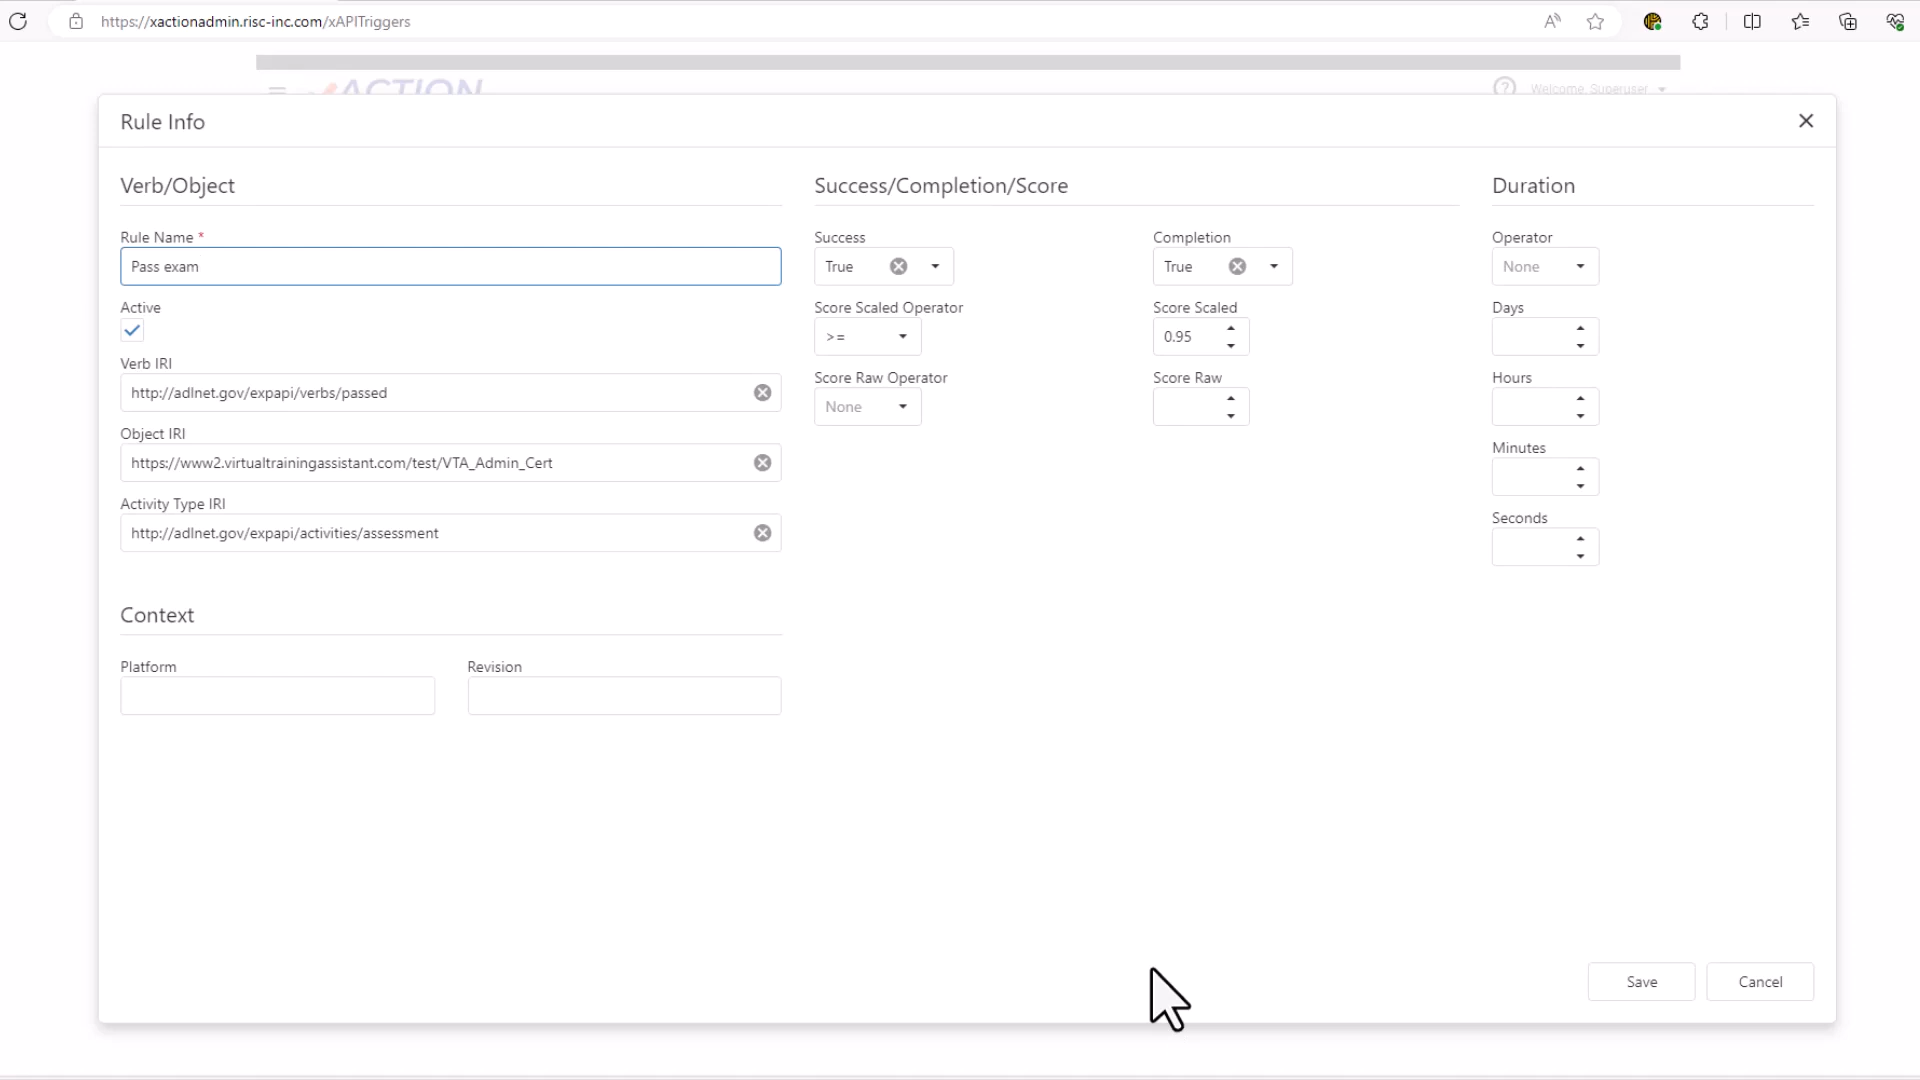 https://xactionadmin.risc-inc.com/xAPITriggers
ACTION
Welcome, Superuser
Rule Info
Verb/Object
Rule Name *
Pass exam
Active
Verb IRI
http://adlnet.gov/expapi/verbs/passed
Object IRI
https://www2.virtualtrainingassistant.com/test/VTA_Admin_Cert
Activity Type IRI
http://adlnet.gov/expapi/activities/assessment
Context
Platform
Revision
Success/Completion/Score
Success
True
Completion
True
Score Scaled Operator
>=
Score Scaled
0.95
Score Raw Operator
None
Score Raw
Duration
Operator
None
Days
Hours
Minutes
Seconds
Save
Cancel